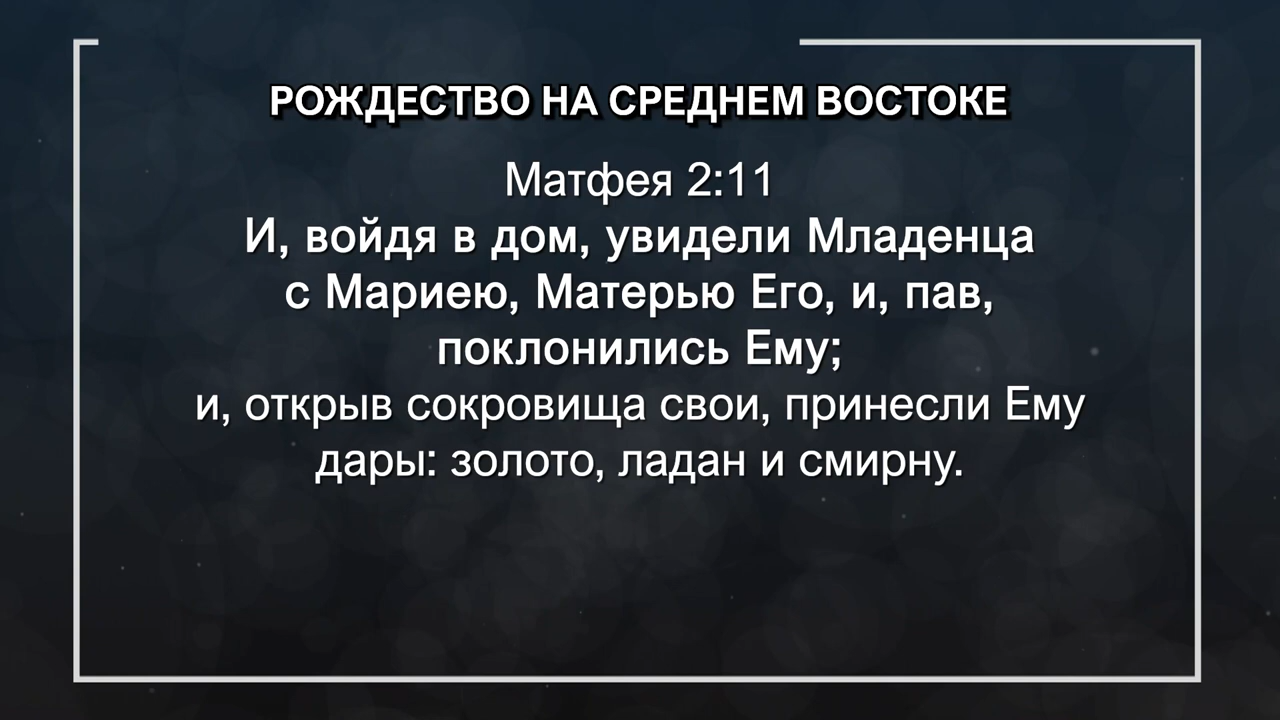 РОЖДЕСТВО НА СРЕДНЕМ ВОСТОКЕ
Матфея 2:11
И, войдя в дом, увидели Младенца
с Мариею, Матерью Его, и, пав,
поклонились Ему;
и, открыв сокровища свои, принесли Ему
дары: золото, ладан и смирну.